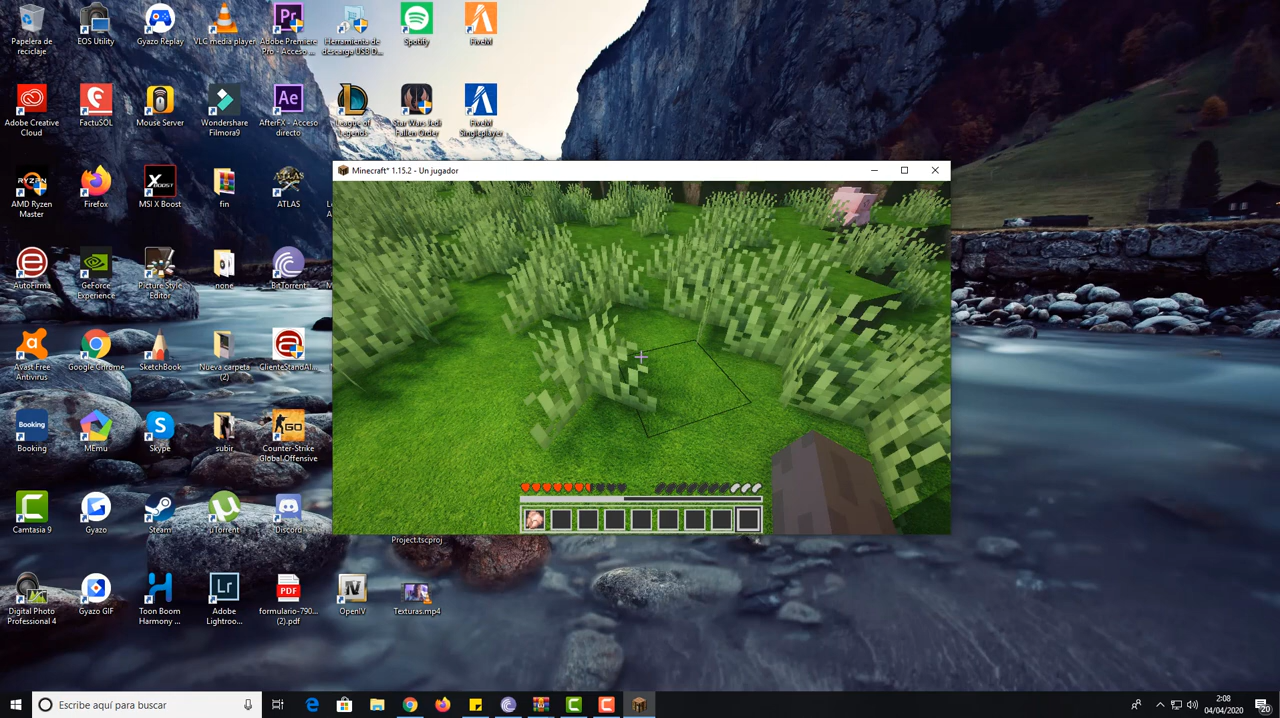 Papelera de
reciclaje
EOS Utility
Gyazo Replay
VLC media player
Adobe Premiere
Pro - Acceso ...
Herramienta de
descarga USB D...
Spotify
FiveM
Adobe Creative
Cloud
FactuSOL
Mouse Server
Wondershare
Filmora9
AfterFX - Acceso
directo
League of
Legends
Star Wars Jedi
Fallen Order
FiveM
Singleplayer
AMD Ryzen
Master
Firefox
MSI X Boost
fin
ATLAS
Minecraft* 1.15.2 - Un jugador
AutoFirma
GeForce
Experience
Picture Style
Editor
none
BitTorrent
Avast Free
Antivirus
Google Chrome
SketchBook
Nueva carpeta
(2)
ClienteStandAl...
Booking
MEmu
Skype
subir
Counter-Strike
Global Offensive
Camtasia 9
Gyazo
Steam
uTorrent
Discord
Project.tscproj
Digital Photo
Professional 4
Gyazo GIF
Toon Boom
Harmony ...
Adobe
Lightroo...
formulario-790...
(2).pdf
OpenIV
Texturas.mp4
Escribe aquí para buscar
2:08
04/04/2020